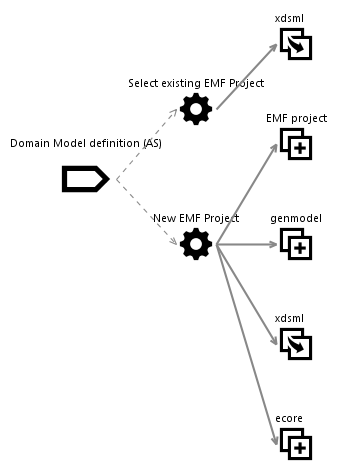 xdsml
Select existing EMF Project
EMF project
Domain Model definition (AS)
New EMF Project
genmodel
xdsml
ecore